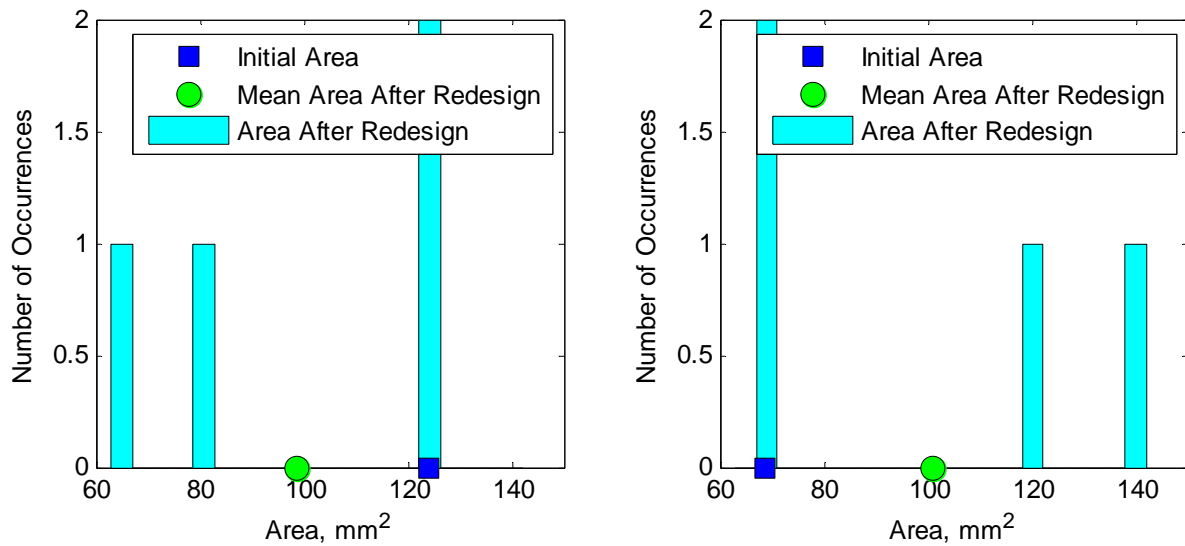 2
1.5
1
0.5
0
Number of Occurrences
Initial Area
Mean Area After Redesign
Area After Redesign
60 80 100 120 140
Area, mm²
2
1.5
1
0.5
0
Number of Occurrences
Initial Area
Mean Area After Redesign
Area After Redesign
60 80 100 120 140
Area, mm²